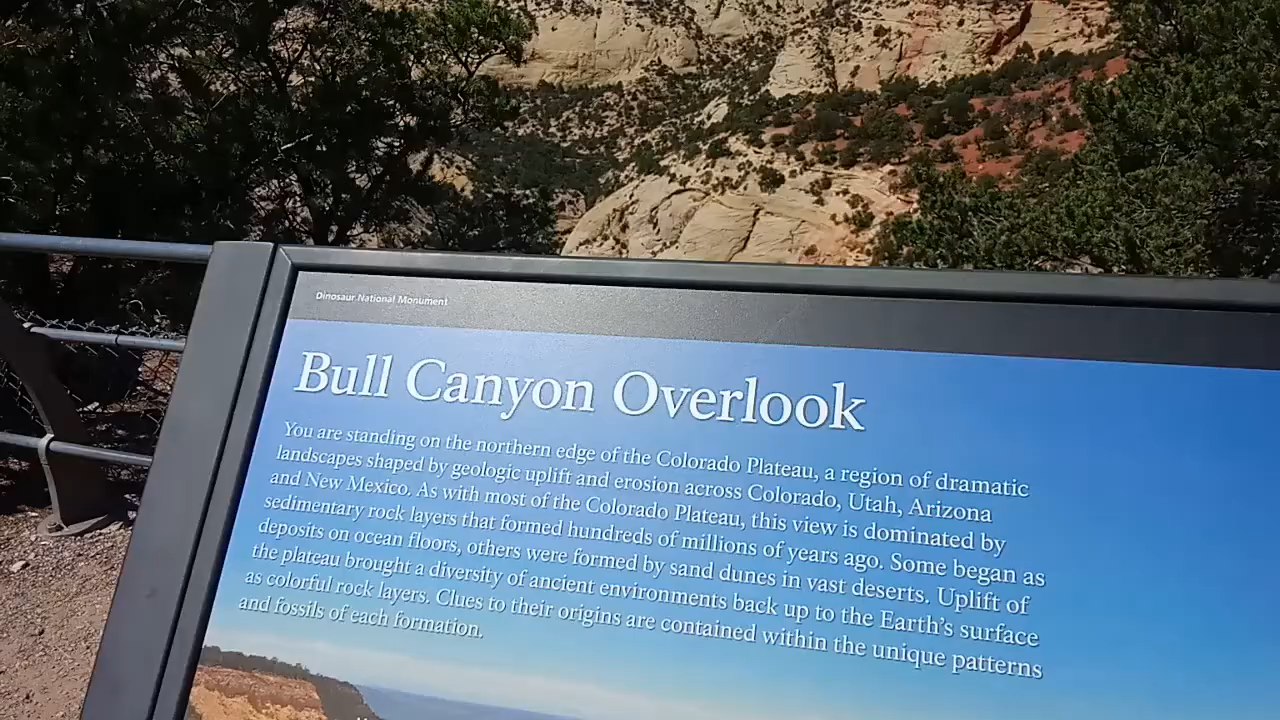 Dinosaur National Monument
Bull Canyon Overlook
You are standing on the northern edge of the Colorado Plateau, a region of dramatic
landscapes shaped by geologic uplift and erosion across Colorado, Utah, Arizona
and New Mexico. As with most of the Colorado Plateau, this view is dominated by
sedimentary rock layers that formed hundreds of millions of years ago. Some began as
deposits on ocean floors, others were formed by sand dunes in vast deserts. Uplift of
the plateau brought a diversity of ancient environments back up to the Earth's surface
as colorful rock layers. Clues to their origins are contained within the unique patterns
and fossils of each formation.